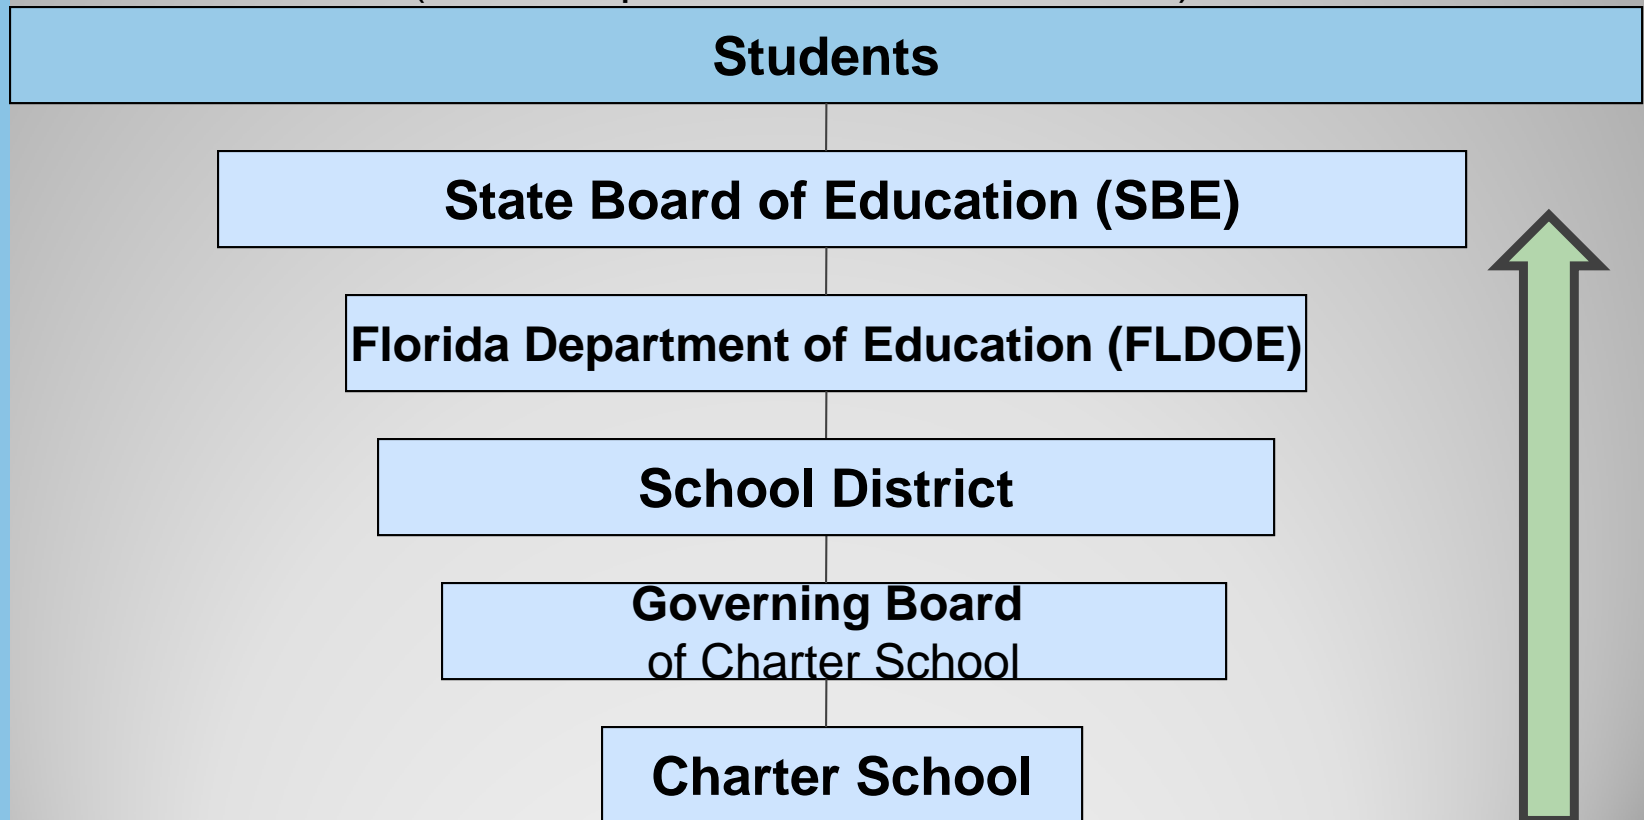 Students
State Board of Education (SBE)
Florida Department of Education (FLDOE)
School District
Governing Board
of Charter School
Charter School